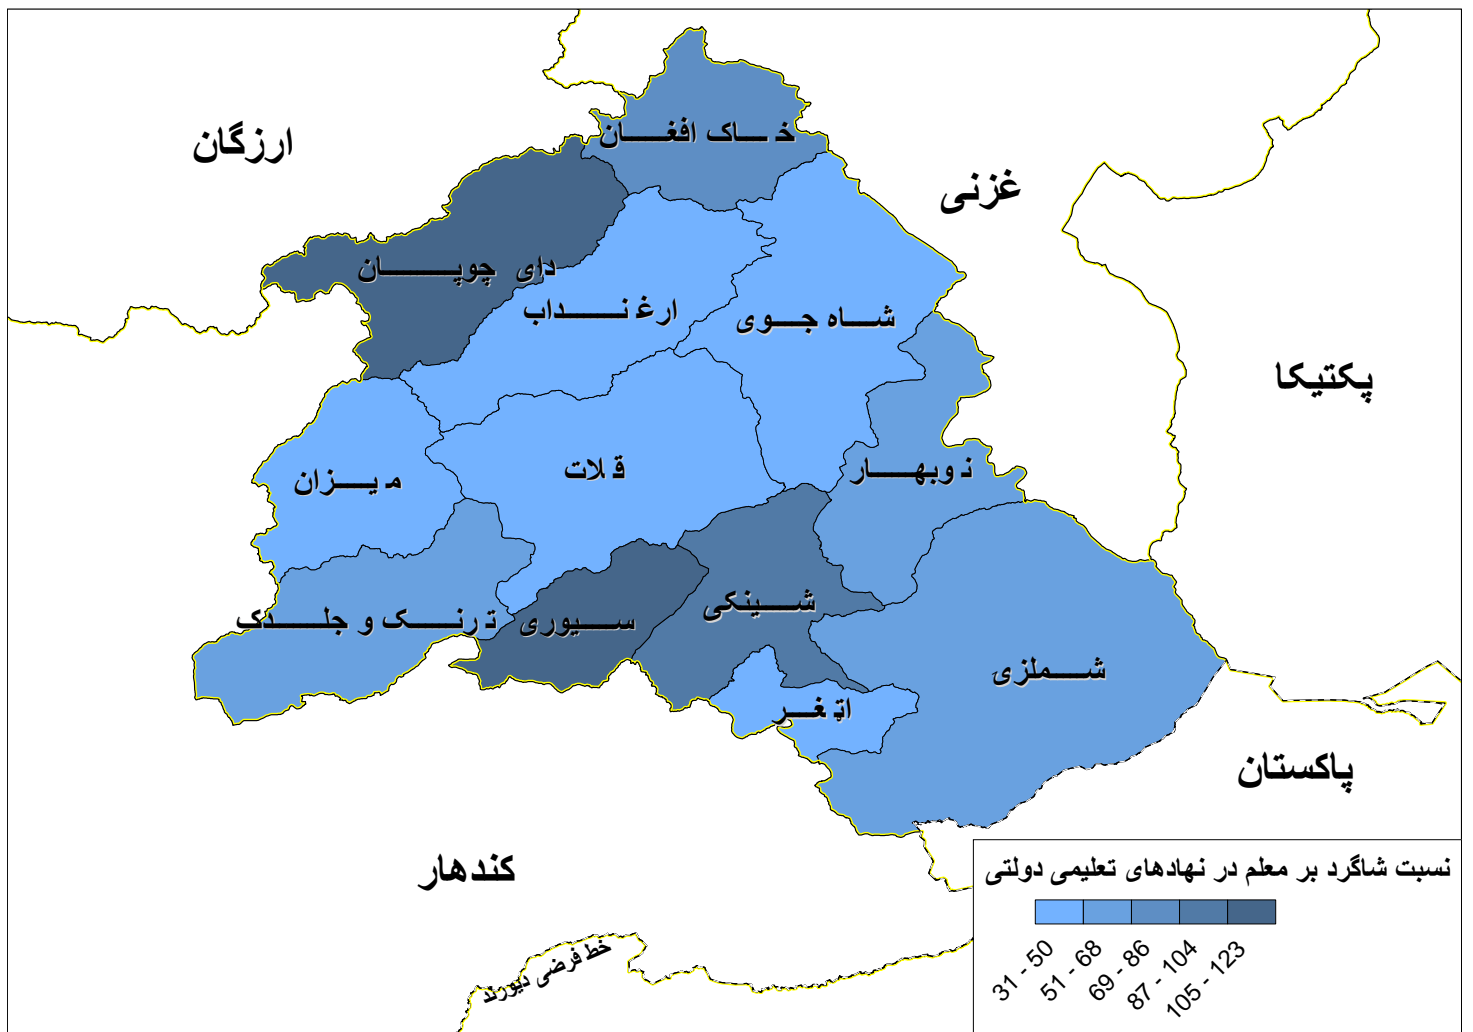 خاک افغان
ارزگان
غزنی
دای چوپان
ارغنداب
شاه جوی
پکتیکا
نوبهار
قلات
میزان
شینکی
سیوری
ترنک و جلدک
شملزی
اتغر
پاکستان
کندهار
نسبت شاگرد بر معلم در نهادهای تعلیمی دولتی
31 - 50
51 - 68
69 - 86
87 - 104
105 - 123
خط فرضی دیورند